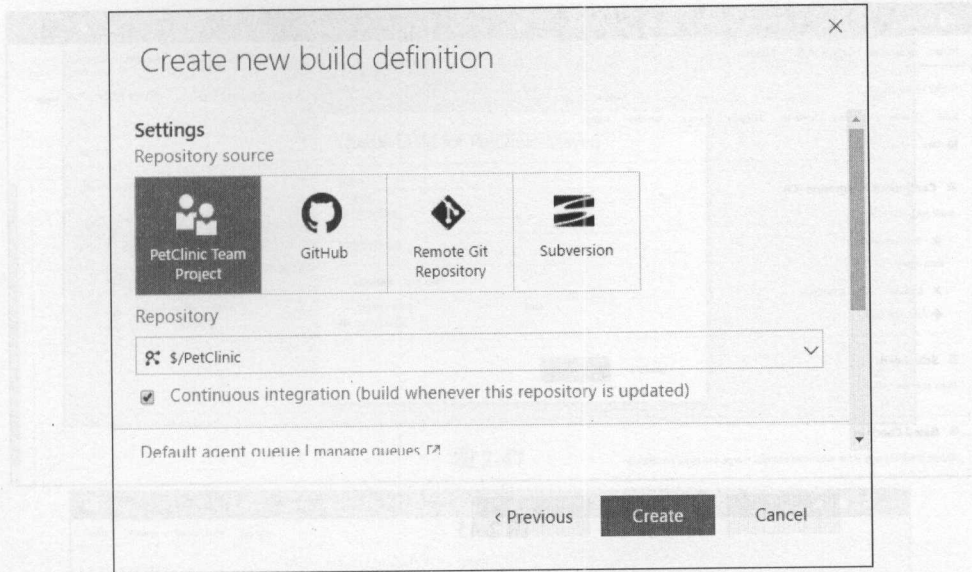 Create new build definition
Settings
Repository source
PetClinic Team
Project
GitHub
Remote Git
Repository
Subversion
Repository
$/PetClinic
Continuous integration (build whenever this repository is updated)
Default agent queue | manage queues
< Previous
Create
Cancel